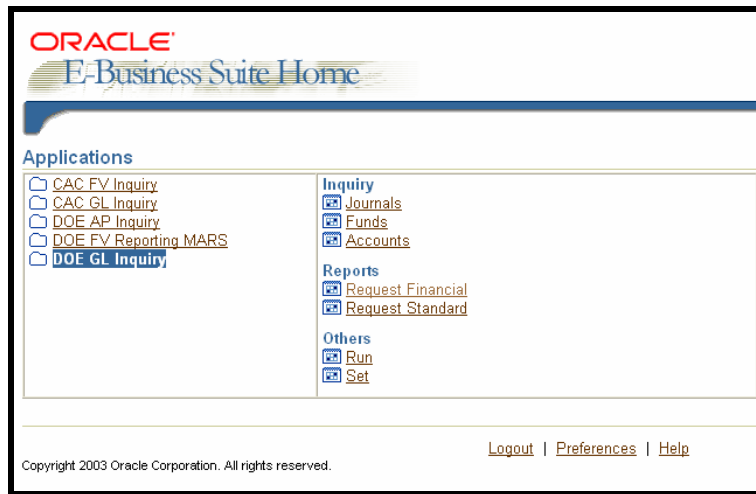 ORACLE'
E-Business Suite Home
Applications
CAC FV Inquiry
CAC GL Inquiry
DOE AP Inquiry
DOE FV Reporting MARS
DOE GL Inquiry
Inquiry
Journals
Funds
Accounts
Reports
Request Financial
Request Standard
Others
Run
Set
Logout | Preferences | Help
Copyright 2003 Oracle Corporation. All rights reserved.